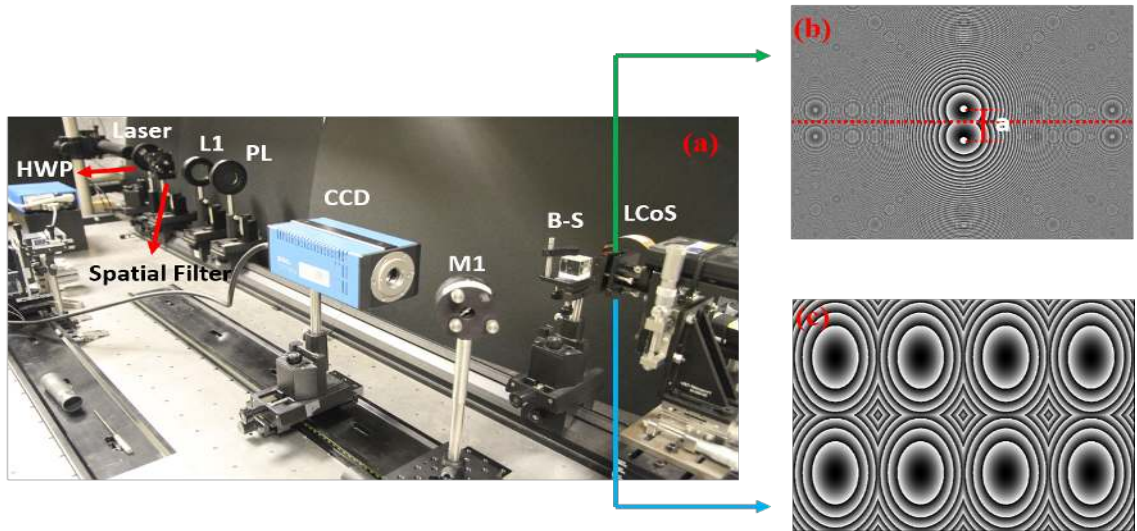 (b)
a
Laser
L1
PL
(a)
HWP
CCD
B-S
LCoS
M1
Spatial Filter
(c)